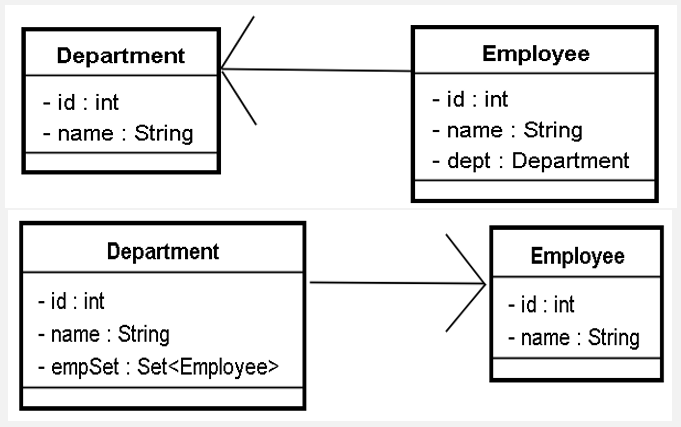 Department
- id : int
- name : String
Employee
- id : int
- name : String
- dept : Department
Department
- id : int
- name : String
- empSet : Set<Employee>
Employee
- id : int
- name : String